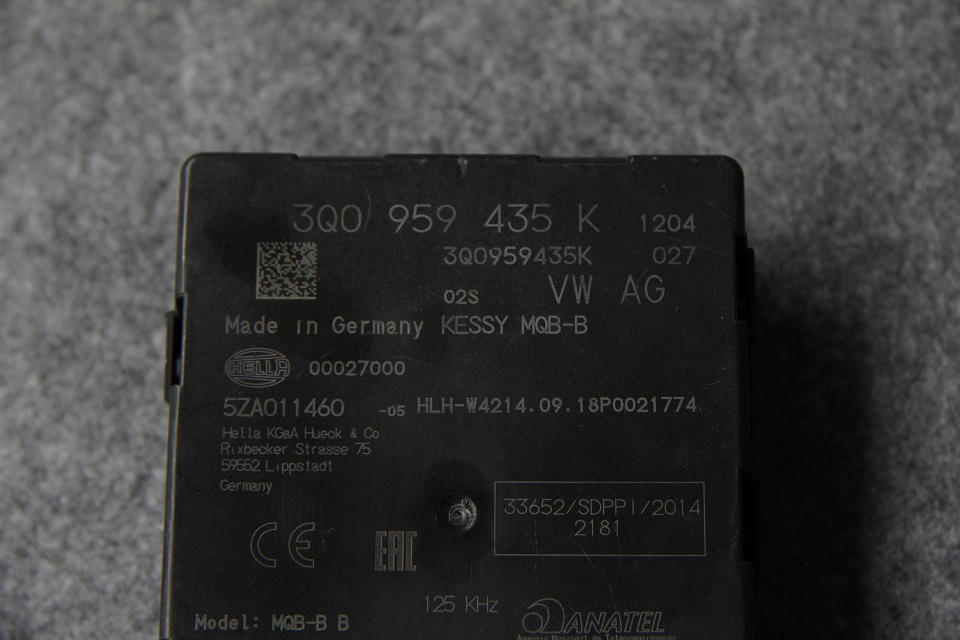 3Q0 959 435 K 1204
3Q0959435K 027
02S VW AG
Made in Germany KESSY MQB-B
HELLA 00027000
5ZA011460 -05 HLH-W4214.09.18P0021774
Hella KGaA Hueck & Co
Rixbecker Strasse 75
59552 Lippstadt
Germany
33652/SDPPI/2014
2181
CE EAC
125 KHz ANATEL
Model: MQB-B B